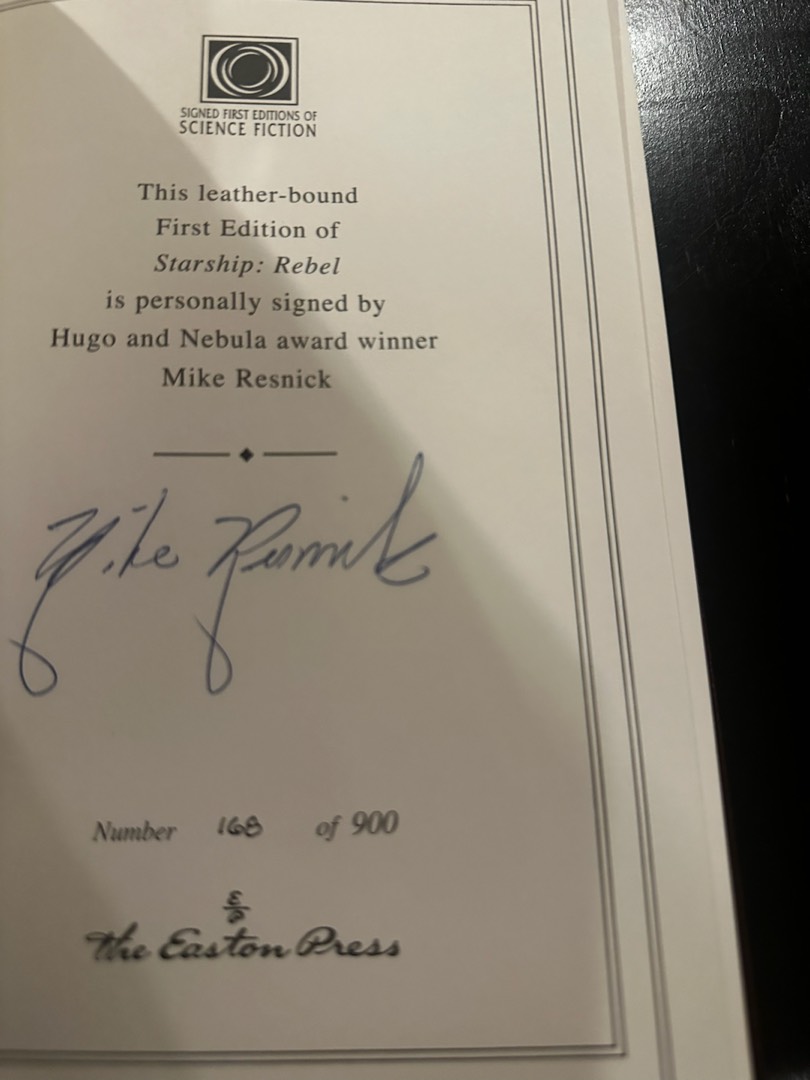 SIGNED FIRST EDITIONS OF
SCIENCE FICTION
This leather-bound
First Edition of
Starship: Rebel
is personally signed by
Hugo and Nebula award winner
Mike Resnick
Mike Resnick
Number 168 of 900
E/P
The Easton Press